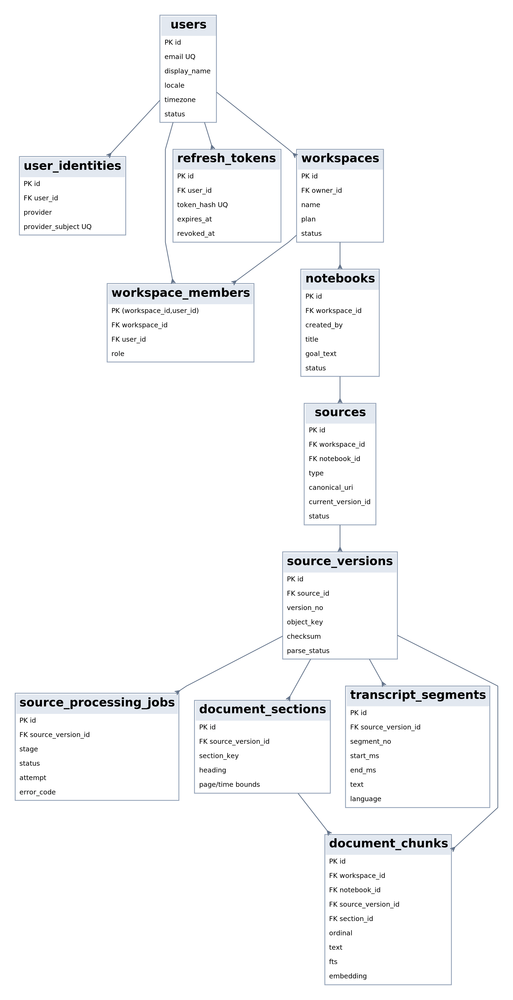 users
PK id
email UQ
display_name
locale
timezone
status
user_identities
PK id
FK user_id
provider
provider_subject UQ
refresh_tokens
PK id
FK user_id
token_hash UQ
expires_at
revoked_at
workspaces
PK id
FK owner_id
name
plan
status
workspace_members
PK (workspace_id,user_id)
FK workspace_id
FK user_id
role
notebooks
PK id
FK workspace_id
created_by
title
goal_text
status
sources
PK id
FK workspace_id
FK notebook_id
type
canonical_uri
current_version_id
status
source_versions
PK id
FK source_id
version_no
object_key
checksum
parse_status
source_processing_jobs
PK id
FK source_version_id
stage
status
attempt
error_code
document_sections
PK id
FK source_version_id
section_key
heading
page/time bounds
transcript_segments
PK id
FK source_version_id
segment_no
start_ms
end_ms
text
language
document_chunks
PK id
FK workspace_id
FK notebook_id
FK source_version_id
FK section_id
ordinal
text
fts
embedding